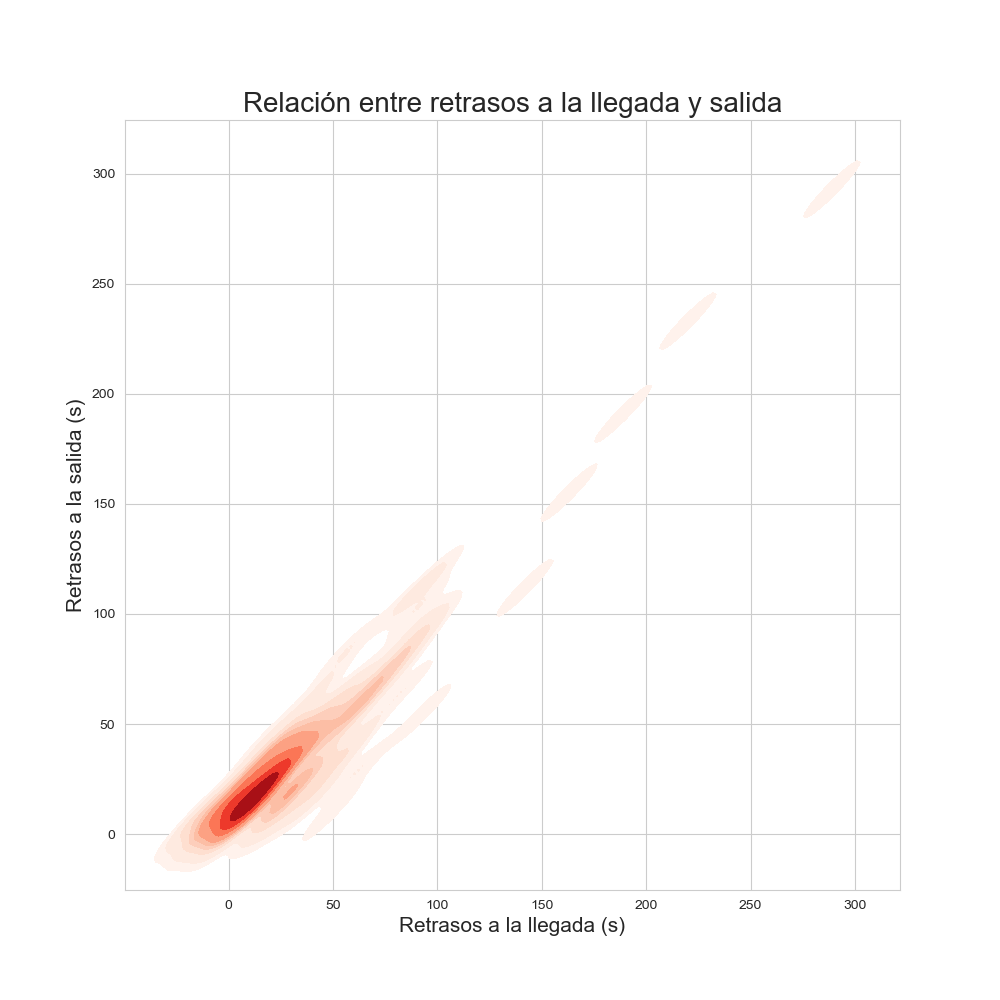 Relación entre retrasos a la llegada y salida
300
250
200
150
100
50
0
Retrasos a la salida (s)
0 50 100 150 200 250 300
Retrasos a la llegada (s)